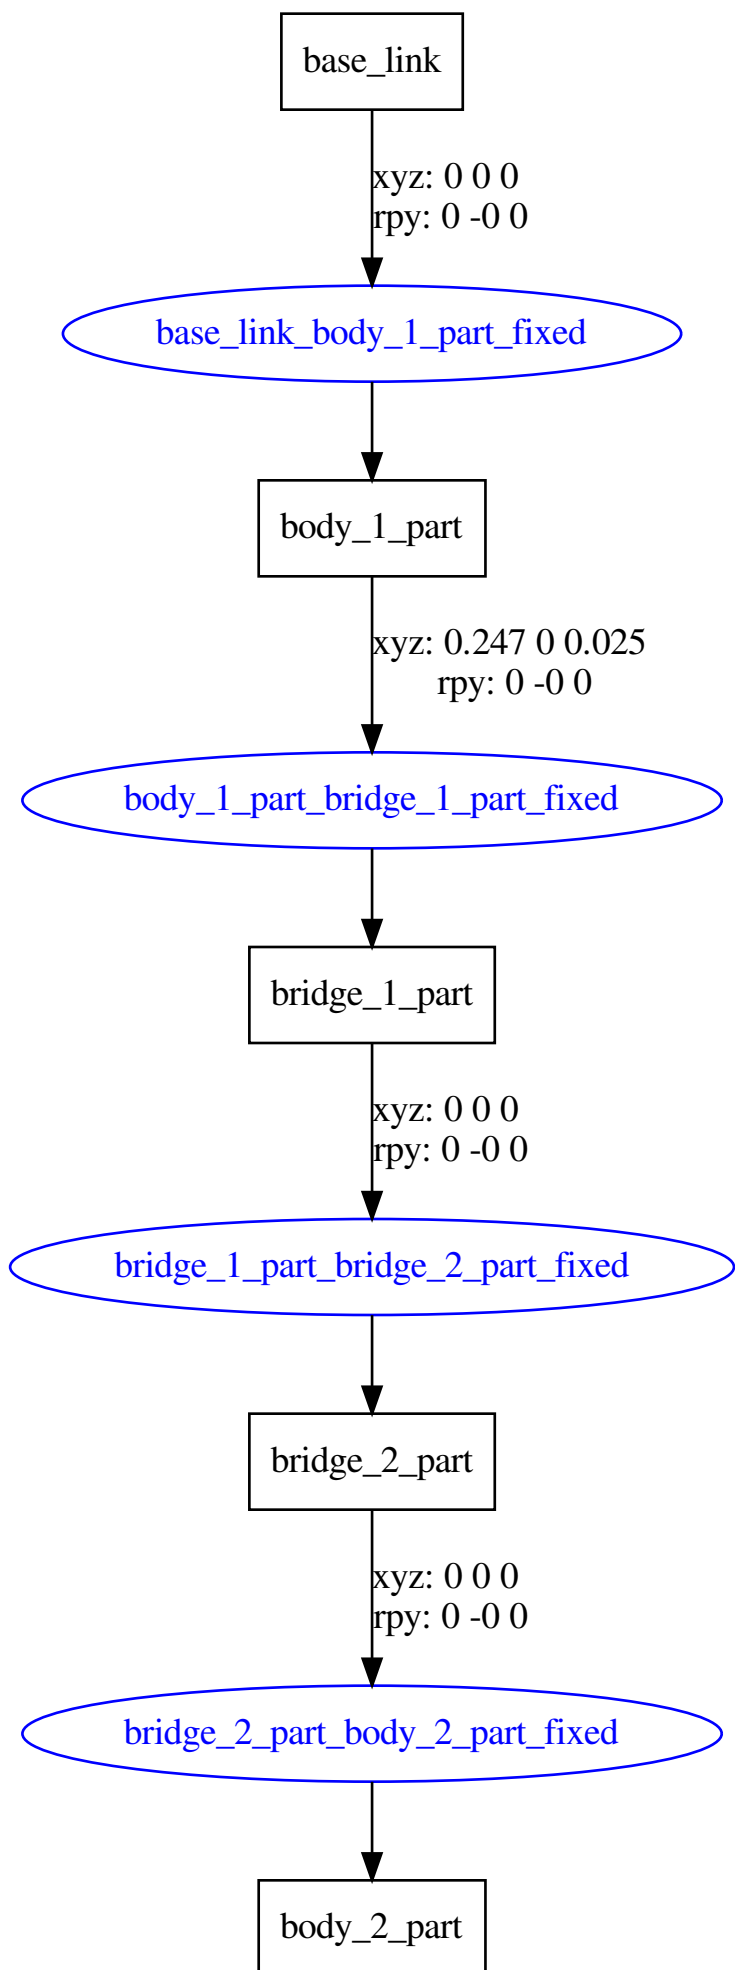 base_link
xyz: 0 0 0
rpy: 0 -0 0
base_link_body_1_part_fixed
body_1_part
xyz: 0.247 0 0.025
rpy: 0 -0 0
body_1_part_bridge_1_part_fixed
bridge_1_part
xyz: 0 0 0
rpy: 0 -0 0
bridge_1_part_bridge_2_part_fixed
bridge_2_part
xyz: 0 0 0
rpy: 0 -0 0
bridge_2_part_body_2_part_fixed
body_2_part